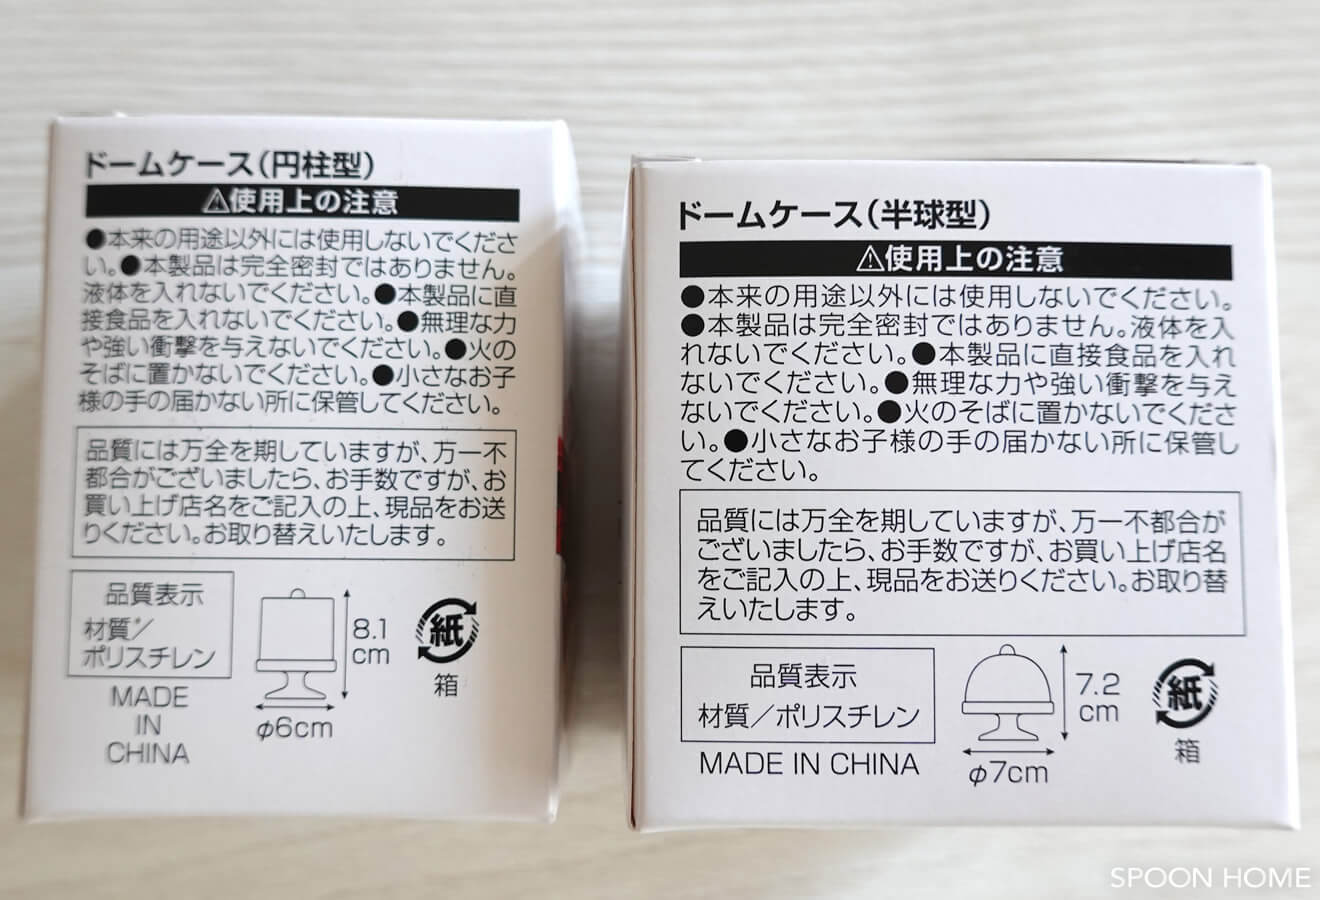 ドームケース(円柱型)
⚠使用上の注意
●本来の用途以外には使用しないでくださ
い。●本製品は完全密封ではありません。
液体を入れないでください。●本製品に直
接食品を入れないでください。●無理な力
や強い衝撃を与えないでください。●火の
そばに置かないでください。●小さなお子
様の手の届かない所に保管してください。
品質には万全を期していますが、万一不
都合がございましたら、お手数ですが、お
買い上げ店名をご記入の上、現品をお送
りください。お取り替えいたします。
品質表示
材質/
ポリスチレン
MADE
IN
CHINA
8.1
cm
φ6cm
紙
箱
ドームケース(半球型)
⚠使用上の注意
●本来の用途以外には使用しないでください。
●本製品は完全密封ではありません。液体を入
れないでください。●本製品に直接食品を入れ
ないでください。●無理な力や強い衝撃を与え
ないでください。●火のそばに置かないでくださ
い。●小さなお子様の手の届かない所に保管し
てください。
品質には万全を期していますが、万一不都合が
ございましたら、お手数ですが、お買い上げ店名
をご記入の上、現品をお送りください。お取り替
えいたします。
品質表示
材質/ポリスチレン
MADE IN CHINA
7.2
cm
φ7cm
紙
箱
SPOON HOME